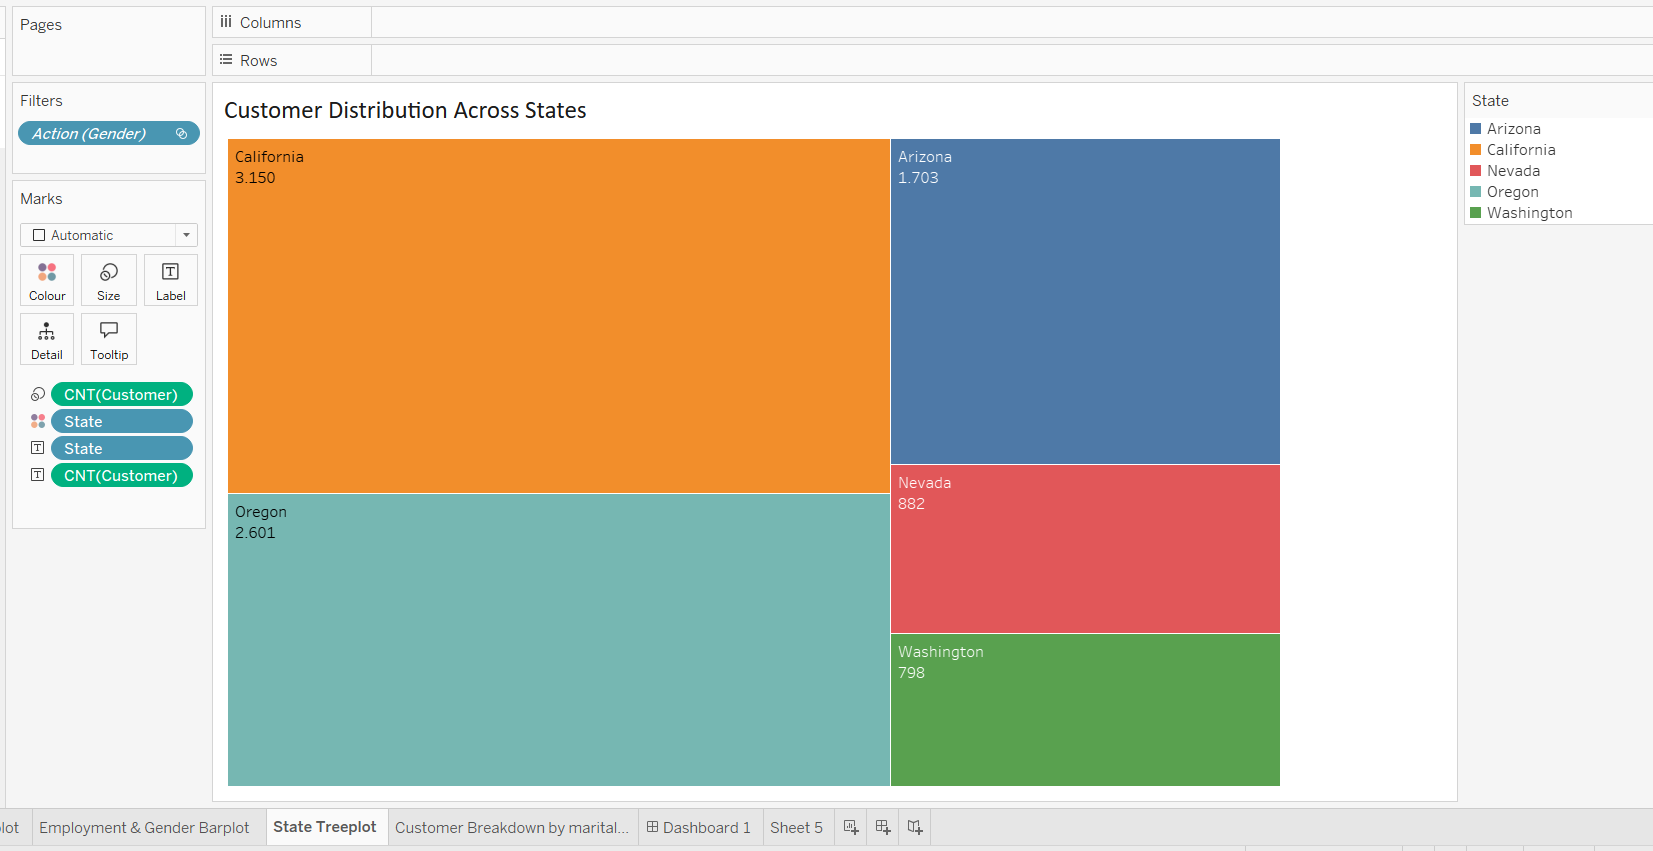 Pages
Columns
Rows
Filters
Action (Gender)
Marks
Automatic
Colour
Size
Label
Detail
Tooltip
CNT(Customer)
State
State
CNT(Customer)
Customer Distribution Across States
California
3.150
Oregon
2.601
Arizona
1.703
Nevada
882
Washington
798
State
Arizona
California
Nevada
Oregon
Washington
lot
Employment & Gender Barplot
State Treeplot
Customer Breakdown by marital...
Dashboard 1
Sheet 5